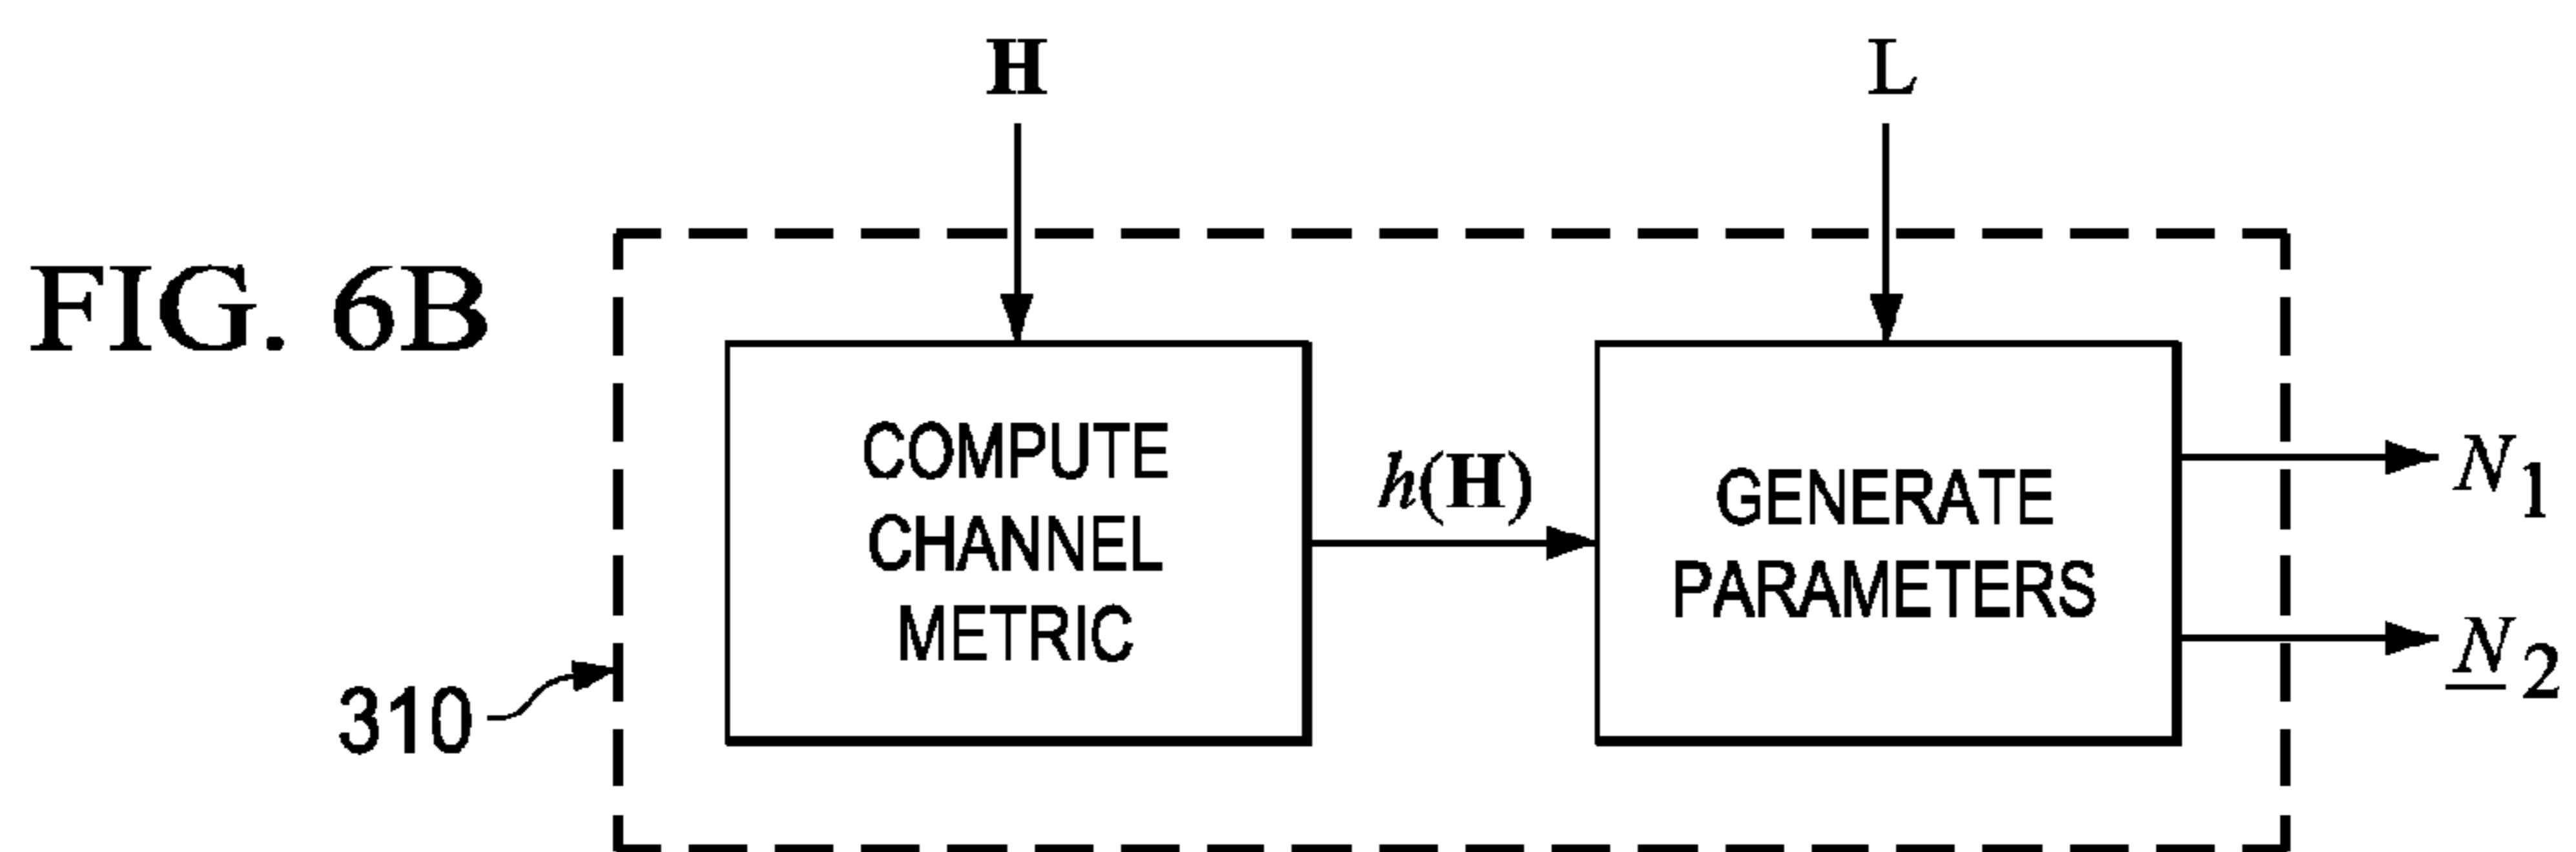 H
L
FIG. 6B
COMPUTE
CHANNEL
METRIC
h(H)
GENERATE
PARAMETERS
N1
N2
310